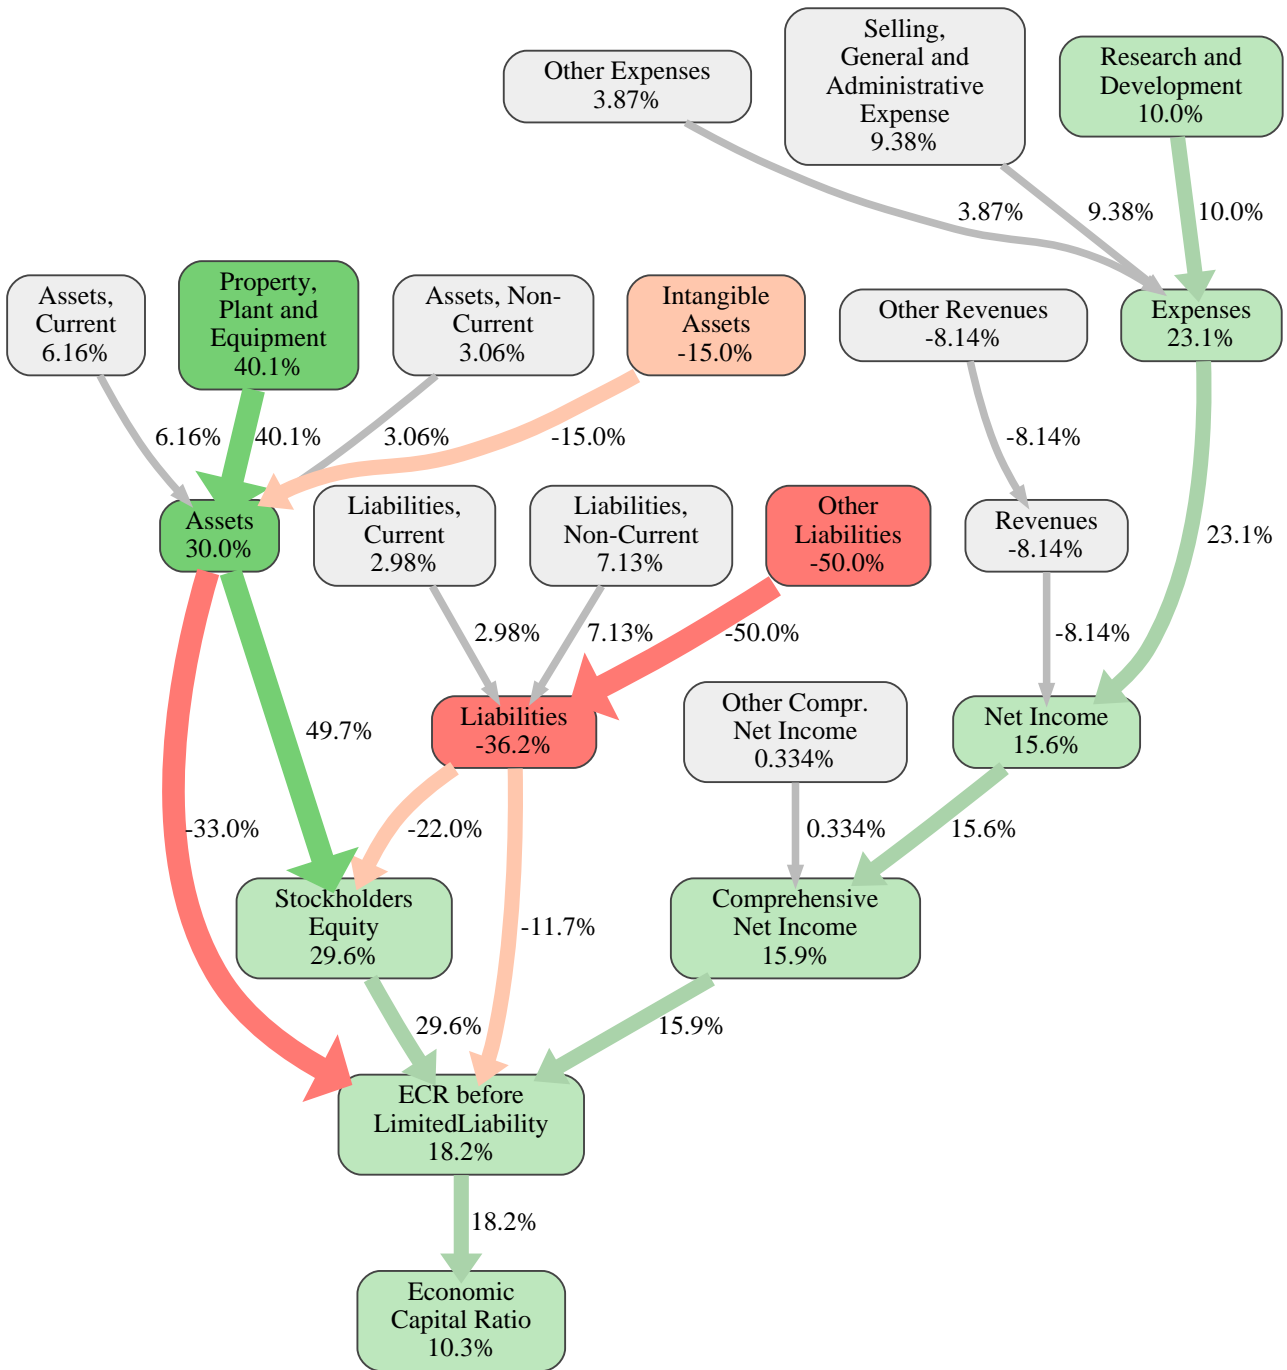 Selling,
General and
Administrative
Expense
9.38%
Other Expenses
3.87%
Research and
Development
10.0%
3.87%
9.38%
10.0%
Assets,
Current
6.16%
Property,
Plant and
Equipment
40.1%
Assets, Non-
Current
3.06%
Intangible
Assets
-15.0%
Other Revenues
-8.14%
Expenses
23.1%
6.16%
40.1%
3.06%
-15.0%
-8.14%
Assets
30.0%
Liabilities,
Current
2.98%
Liabilities,
Non-Current
7.13%
Other
Liabilities
-50.0%
Revenues
-8.14%
23.1%
2.98%
7.13%
-50.0%
-8.14%
49.7%
Liabilities
-36.2%
Other Compr.
Net Income
0.334%
Net Income
15.6%
-33.0%
-22.0%
0.334%
15.6%
Stockholders
Equity
29.6%
-11.7%
Comprehensive
Net Income
15.9%
29.6%
15.9%
ECR before
LimitedLiability
18.2%
18.2%
Economic
Capital Ratio
10.3%